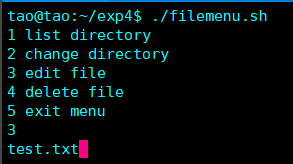 tao@tao:~/exp4$ ./filemenu.sh
1 list directory
2 change directory
3 edit file
4 delete file
5 exit menu
3
test.txt